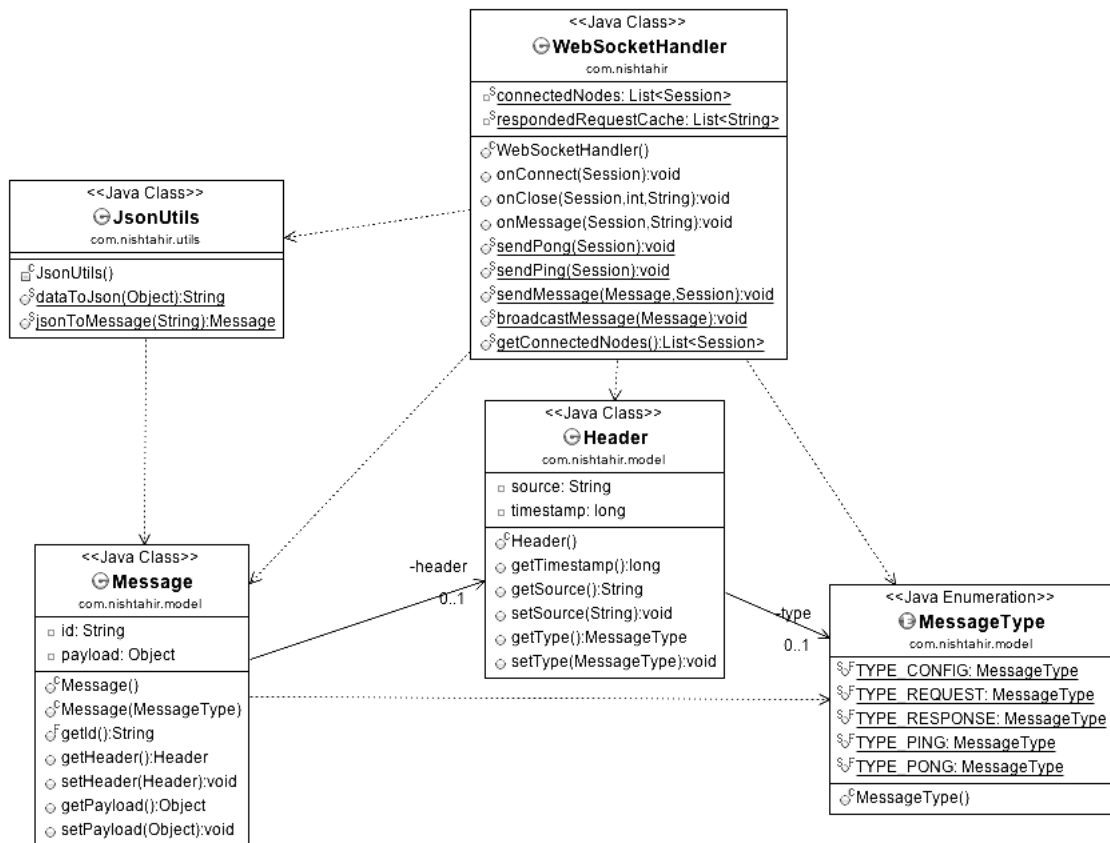 <<Java Class>>
WebSocketHandler
com.nishtahir
connectedNodes: List<Session>
respondedRequestCache: List<String>
WebSocketHandler()
onConnect(Session):void
onClose(Session,int,String):void
onMessage(Session,String):void
sendPong(Session):void
sendPing(Session):void
sendMessage(Message,Session):void
broadcastMessage(Message):void
getConnectedNodes():List<Session>
<<Java Class>>
JsonUtils
com.nishtahir.utils
JsonUtils()
dataToJson(Object):String
jsonToMessage(String):Message
<<Java Class>>
Header
com.nishtahir.model
source: String
timestamp: long
Header()
getTimestamp():long
getSource():String
setSource(String):void
getType():MessageType
setType(MessageType):void
<<Java Class>>
Message
com.nishtahir.model
id: String
payload: Object
Message()
Message(MessageType)
getId():String
getHeader():Header
setHeader(Header):void
getPayload():Object
setPayload(Object):void
-header
0..1
-type
0..1
<<Java Enumeration>>
MessageType
com.nishtahir.model
TYPE_CONFIG: MessageType
TYPE_REQUEST: MessageType
TYPE_RESPONSE: MessageType
TYPE_PING: MessageType
TYPE_PONG: MessageType
MessageType()